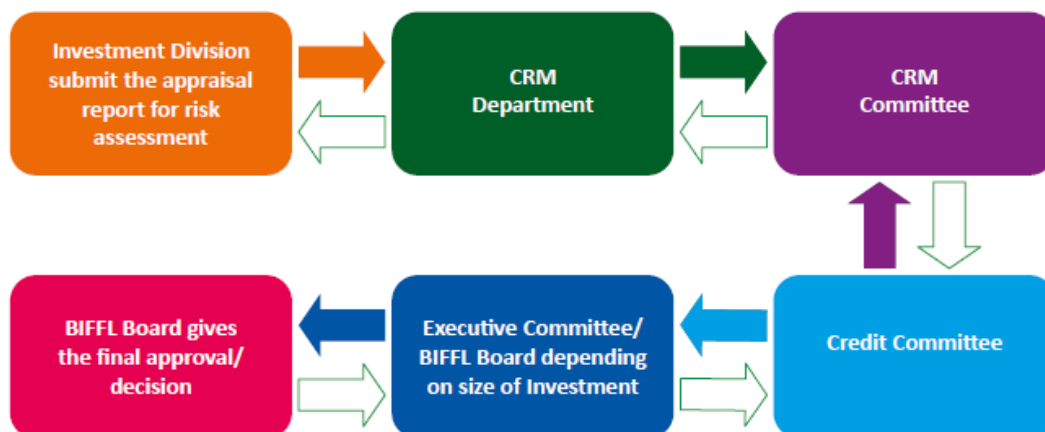 Investment Division
submit the appraisal
report for risk
assessment
CRM
Department
CRM
Committee
BIFFL Board gives
the final approval/
decision
Executive Committee/
BIFFL Board depending
on size of Investment
Credit Committee